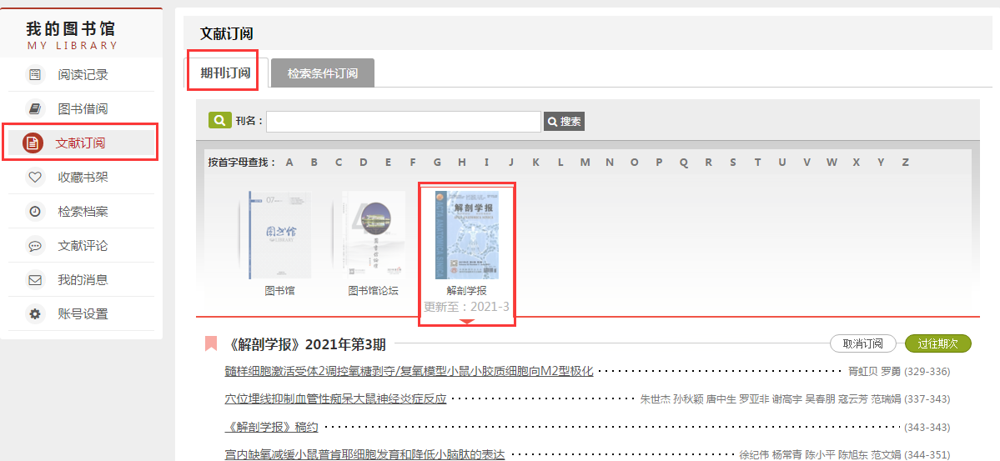 我的图书馆
MY LIBRARY
阅读记录
图书借阅
文献订阅
收藏书架
检索档案
文献评论
我的消息
账号设置
文献订阅
期刊订阅 检索条件订阅
刊名： 搜索
按首字母查找： A B C D E F G H I J K L M N O P Q R S T U V W X Y Z
解剖学报
图书馆 图书馆论坛 解剖学报
更新至：2021-3
《解剖学报》2021年第3期 取消订阅 过往期次
髓样细胞激活受体2调控氧糖剥夺/复氧模型小鼠小胶质细胞向M2型极化 胥虹贝 罗勇 (329-336)
穴位埋线抑制血管性痴呆大鼠神经炎症反应 朱世杰 孙秋颖 唐中生 罗亚非 谢高宇 吴春朋 寇云芳 范瑞娟 (337-343)
《解剖学报》稿约 (343-343)
宫内缺氧减缓小鼠普肯耶细胞发育和降低小脑肽的表达 徐纪伟 杨常青 陈小平 陈旭东 范文娟 (344-351)